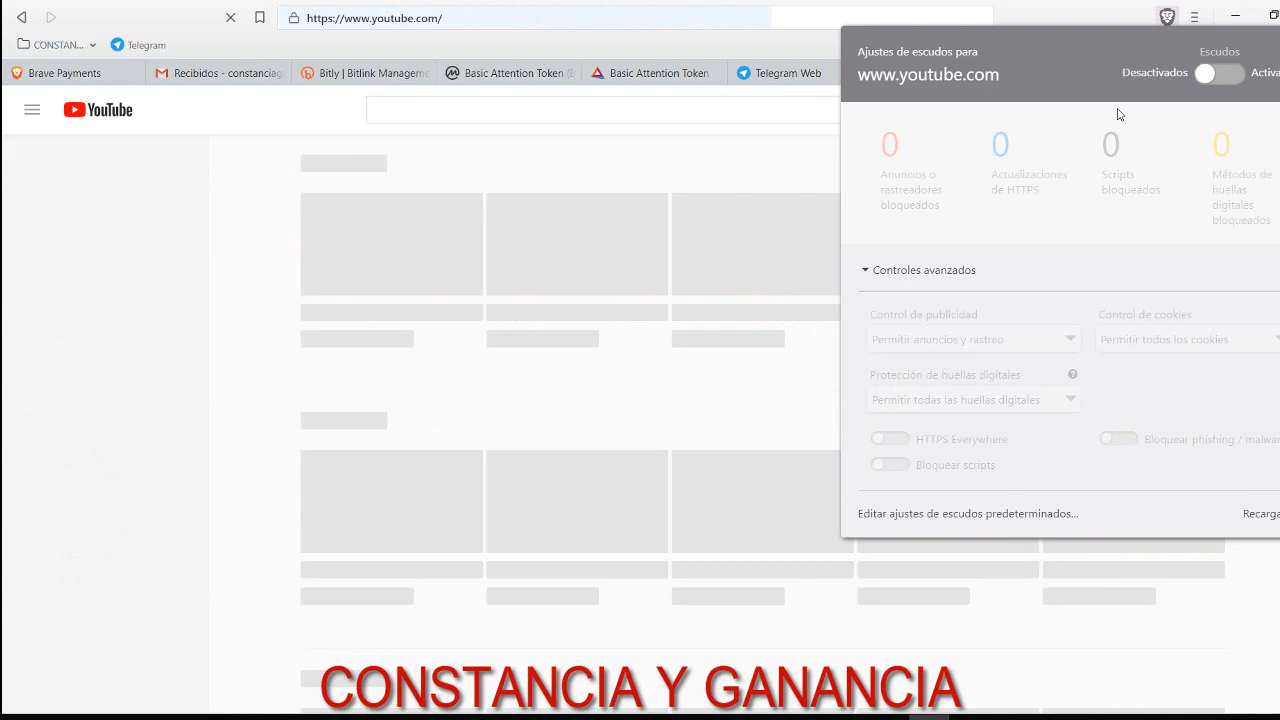 https://www.youtube.com/
CONSTAN...
Telegram
Brave Payments
Recibidos - constanciag
Bitly | Bitlink Manageme
Basic Attention Token (B
Basic Attention Token
Telegram Web
YouTube
Ajustes de escudos para
www.youtube.com
Escudos
Desactivados
Activa
0
0
0
0
Anuncios o
rastreadores
bloqueados
Actualizaciones
de HTTPS
Scripts
bloqueados
Métodos de
huellas
digitales
bloqueados
Controles avanzados
Control de publicidad
Control de cookies
Permitir anuncios y rastreo
Permitir todos los cookies
Protección de huellas digitales
Permitir todas las huellas digitales
HTTPS Everywhere
Bloquear phishing / malwar
Bloquear scripts
Editar ajustes de escudos predeterminados...
Recarga
CONSTANCIA Y GANANCIA